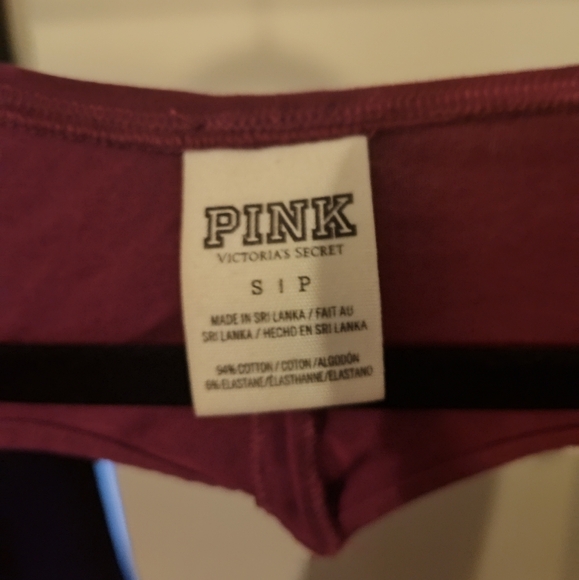 PINK
VICTORIA'S SECRET
S | P
MADE IN SRI LANKA / FAIT AU
SRI LANKA / HECHO EN SRI LANKA
94% COTTON / COTON / ALGODÓN
6% ELASTANE/ÉLASTHANNE/ELASTANO